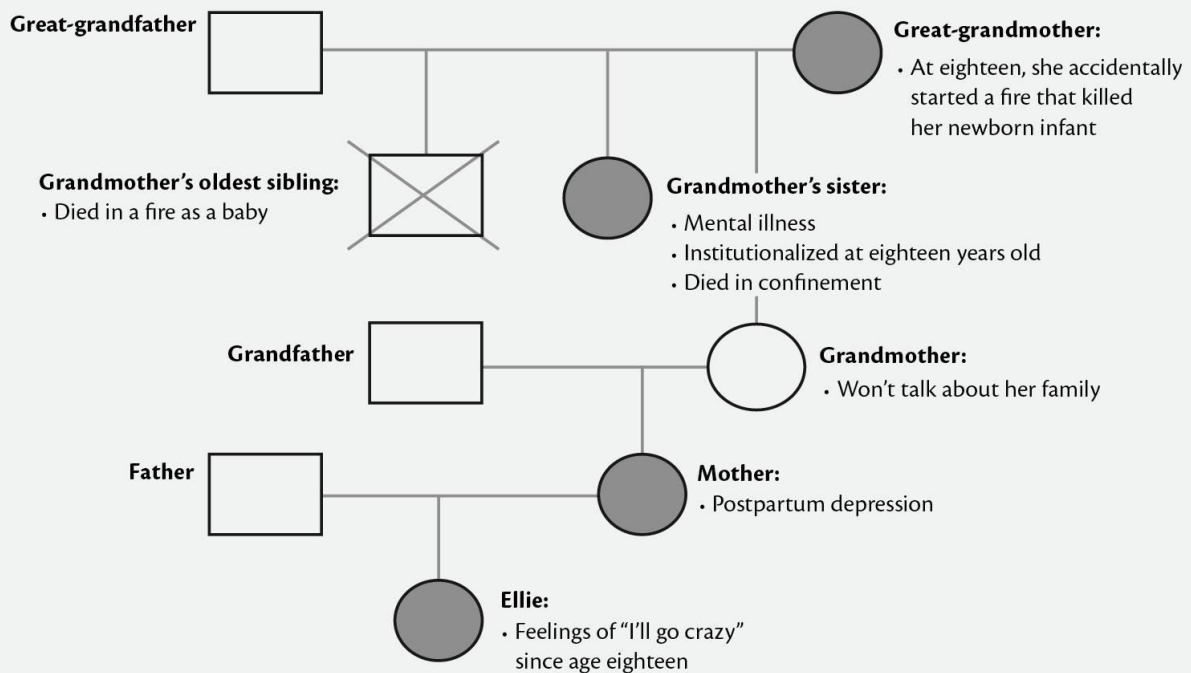 Great-grandfather
Great-grandmother:
• At eighteen, she accidentally
started a fire that killed
her newborn infant
Grandmother’s oldest sibling:
• Died in a fire as a baby
Grandmother’s sister:
• Mental illness
• Institutionalized at eighteen years old
• Died in confinement
Grandfather
Grandmother:
• Won’t talk about her family
Father
Mother:
• Postpartum depression
Ellie:
• Feelings of “I’ll go crazy”
since age eighteen